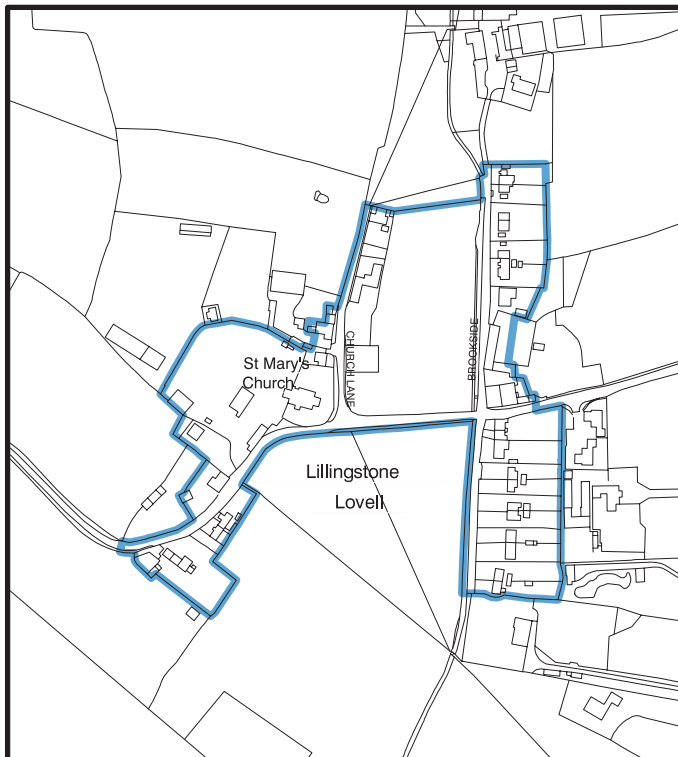 St Mary's
Church
CHURCH LANE
BROOKSIDE
Lillingstone
Lovell